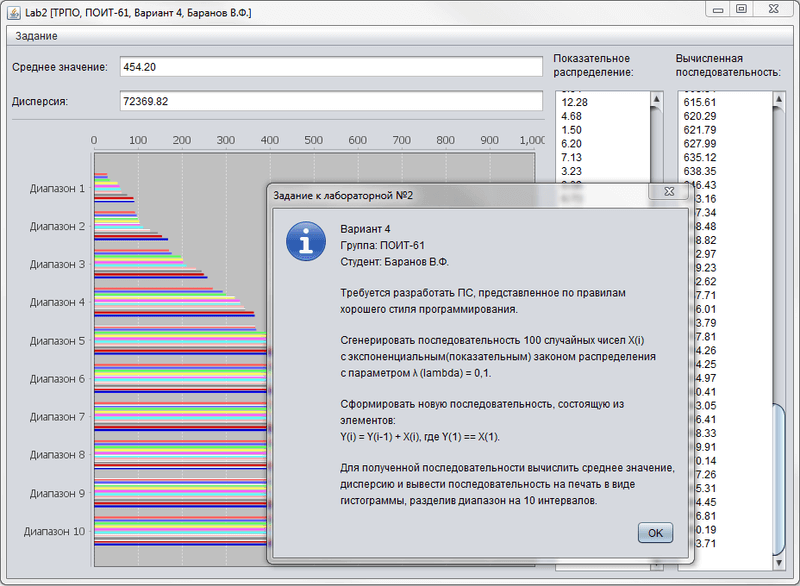 Lab2 [ТРПО, ПОИТ-61, Вариант 4, Баранов В.Ф.]
Задание
Среднее значение: 454.20
Дисперсия: 72369.82
Показательное
распределение:
Вычисленная
последовательность:
0 100 200 300 400 500 600 700 800 900 1,000
Диапазон 1
Диапазон 2
Диапазон 3
Диапазон 4
Диапазон 5
Диапазон 6
Диапазон 7
Диапазон 8
Диапазон 9
Диапазон 10
12.28
4.68
1.50
6.20
7.13
3.23
615.61
620.29
621.79
627.99
635.12
638.35
Задание к лабораторной №2
Вариант 4
Группа: ПОИТ-61
Студент: Баранов В.Ф.
Требуется разработать ПС, представленное по правилам
хорошего стиля программирования.
Сгенерировать последовательность 100 случайных чисел X(i)
с экспоненциальным(показательным) законом распределения
с параметром λ (lambda) = 0,1.
Сформировать новую последовательность, состоящую из
элементов:
Y(i) = Y(i-1) + X(i), где Y(1) == X(1).
Для полученной последовательности вычислить среднее значение,
дисперсию и вывести последовательность на печать в виде
гистограммы, разделив диапазон на 10 интервалов.
OK